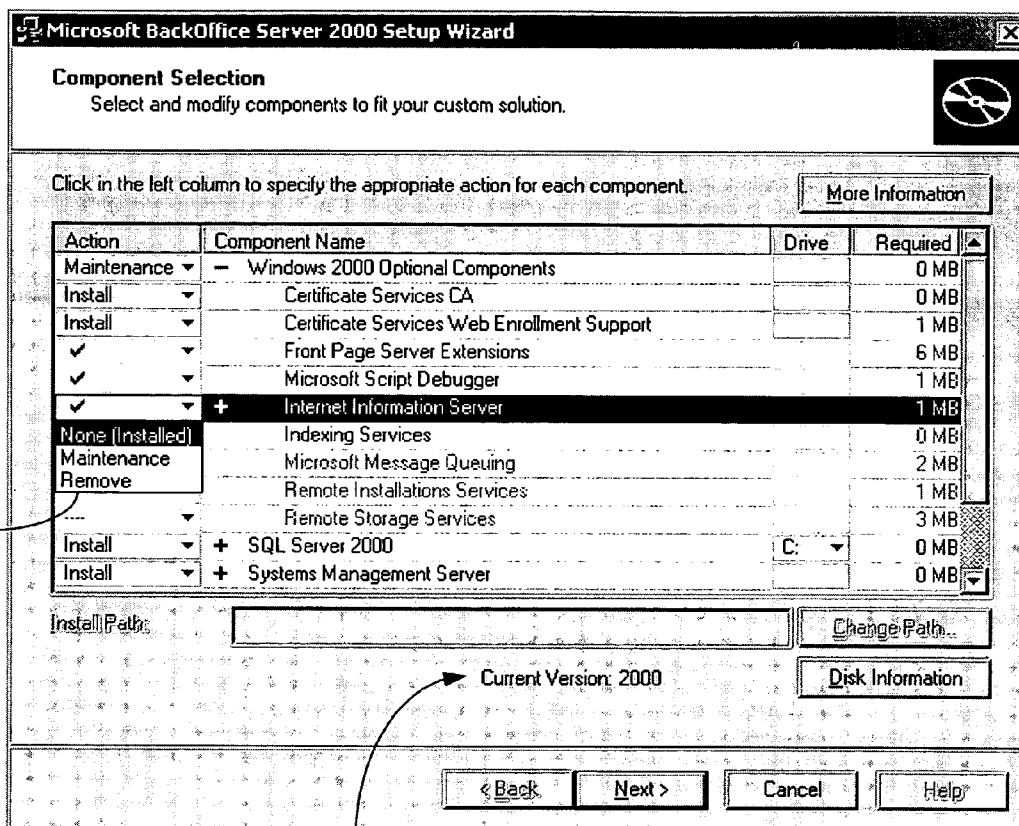 Microsoft BackOffice Server 2000 Setup Wizard
Component Selection
Select and modify components to fit your custom solution.
Click in the left column to specify the appropriate action for each component.
More Information
Action Component Name Drive Required
Maintenance − Windows 2000 Optional Components 0 MB
Install Certificate Services CA 0 MB
Install Certificate Services Web Enrollment Support 1 MB
Front Page Server Extensions 6 MB
Microsoft Script Debugger 1 MB
+ Internet Information Server 1 MB
None (Installed) Indexing Services 0 MB
Maintenance Microsoft Message Queuing 2 MB
Remove Remote Installations Services 1 MB
--- Remote Storage Services 3 MB
Install + SQL Server 2000 C: 0 MB
Install + Systems Management Server 0 MB
Install Path: Change Path...
Current Version: 2000 Disk Information
< Back Next > Cancel Help